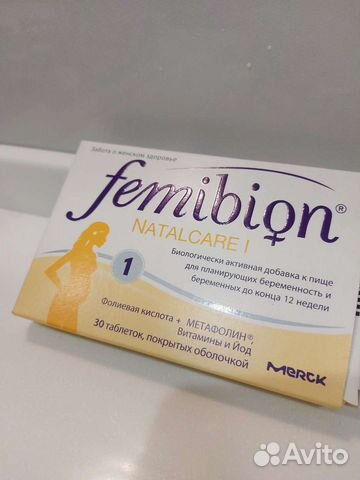 Забота о женском здоровье
femibion®
NATALCARE I
Биологически активная добавка к пище
для планирующих беременность и
беременных до конца 12 недели
1
Фолиевая кислота + МЕТАФОЛИН®
Витамины и Йод
30 таблеток, покрытых оболочкой
MERCK
Avito